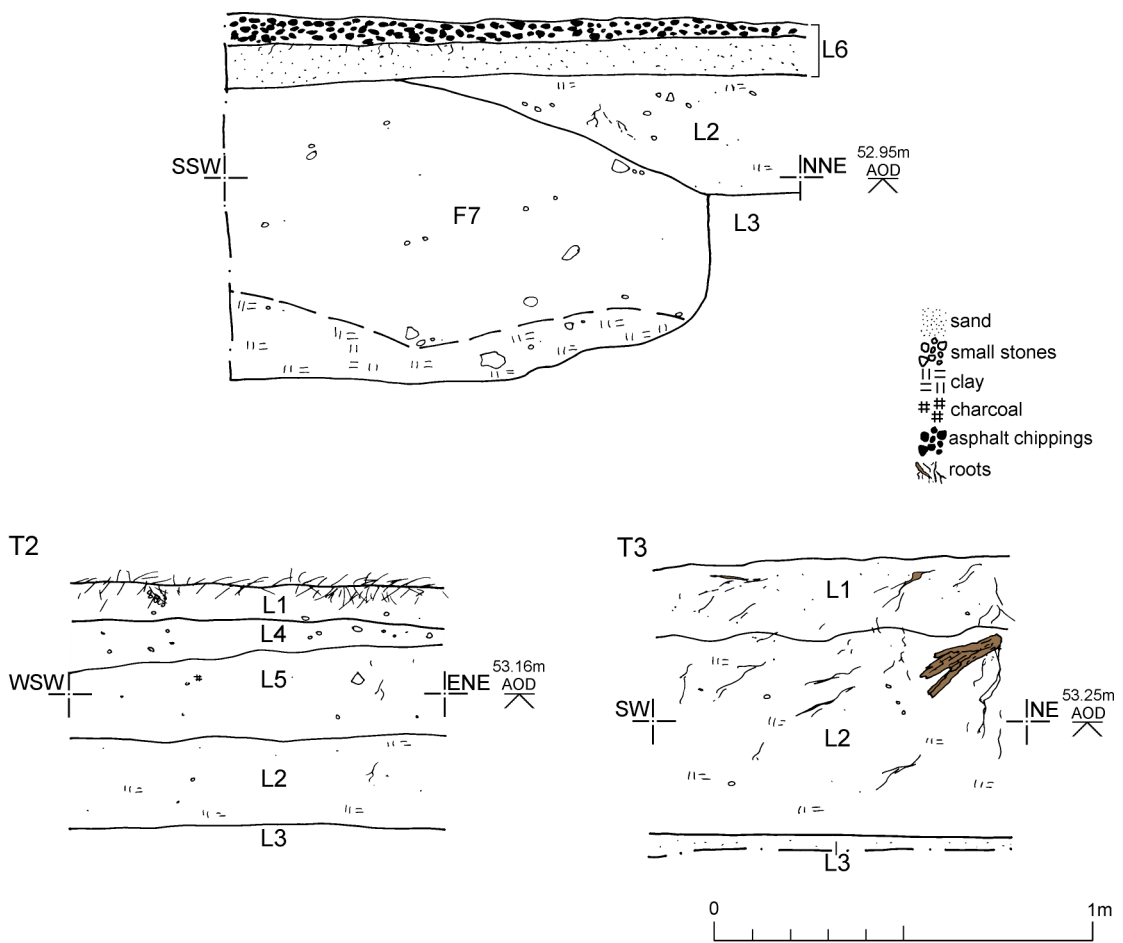 L6
L2
SSW
NNE
52.95m
AOD
F7
L3
sand
small stones
clay
charcoal
asphalt chippings
roots
T2
L1
L4
L5
WSW
ENE
53.16m
AOD
L2
L3
T3
L1
SW
NE
53.25m
AOD
L2
L3
0
1m